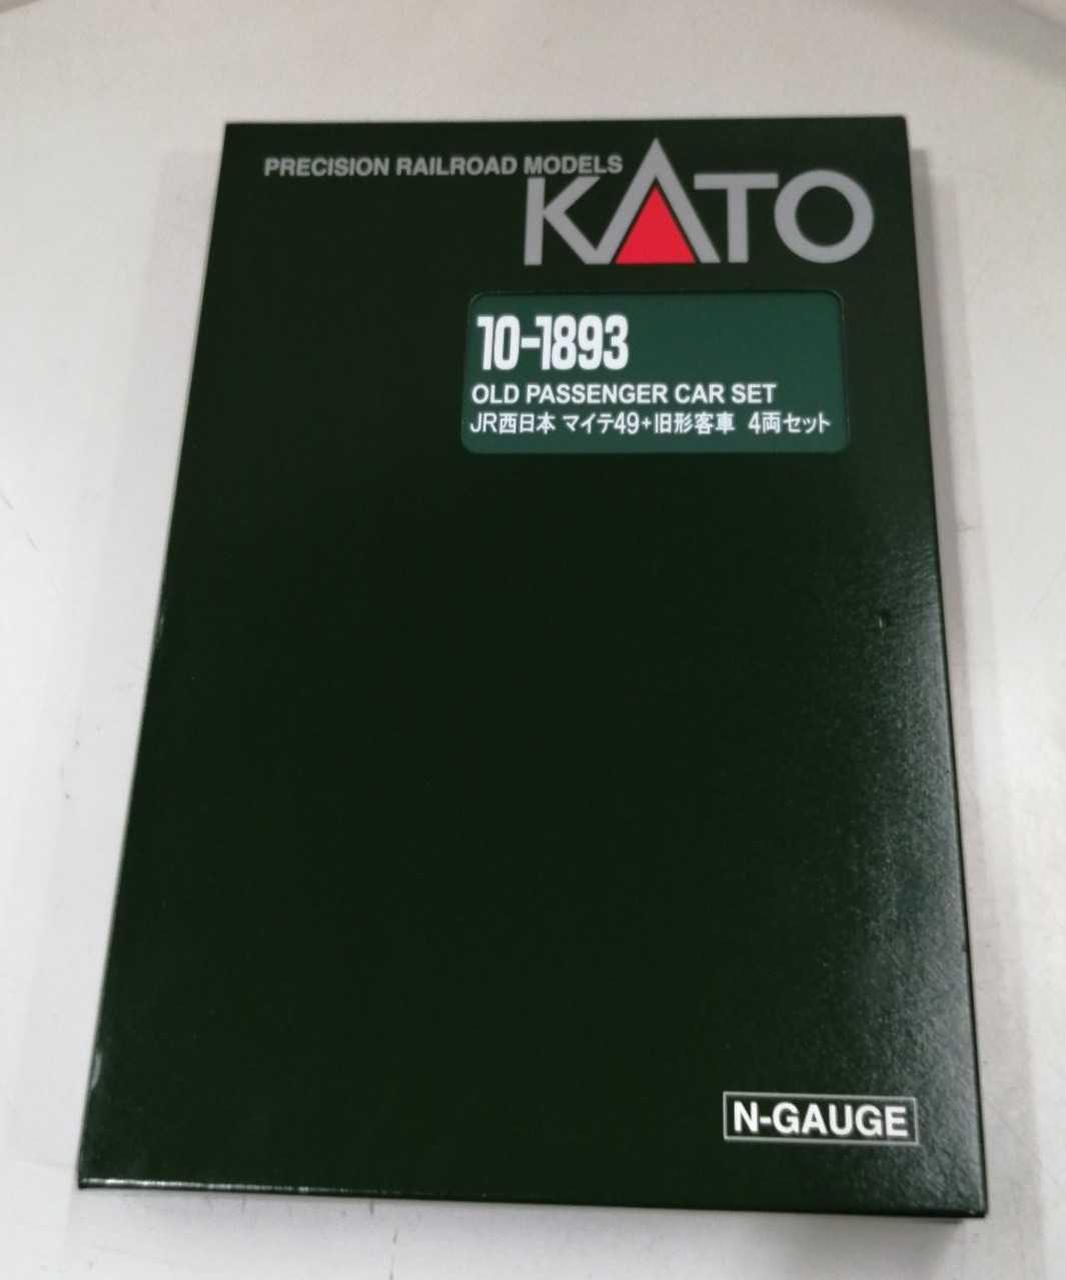 PRECISION RAILROAD MODELS
KATO
10-1893
OLD PASSENGER CAR SET
JR西日本 マイテ49+旧形客車 4両セット
N-GAUGE